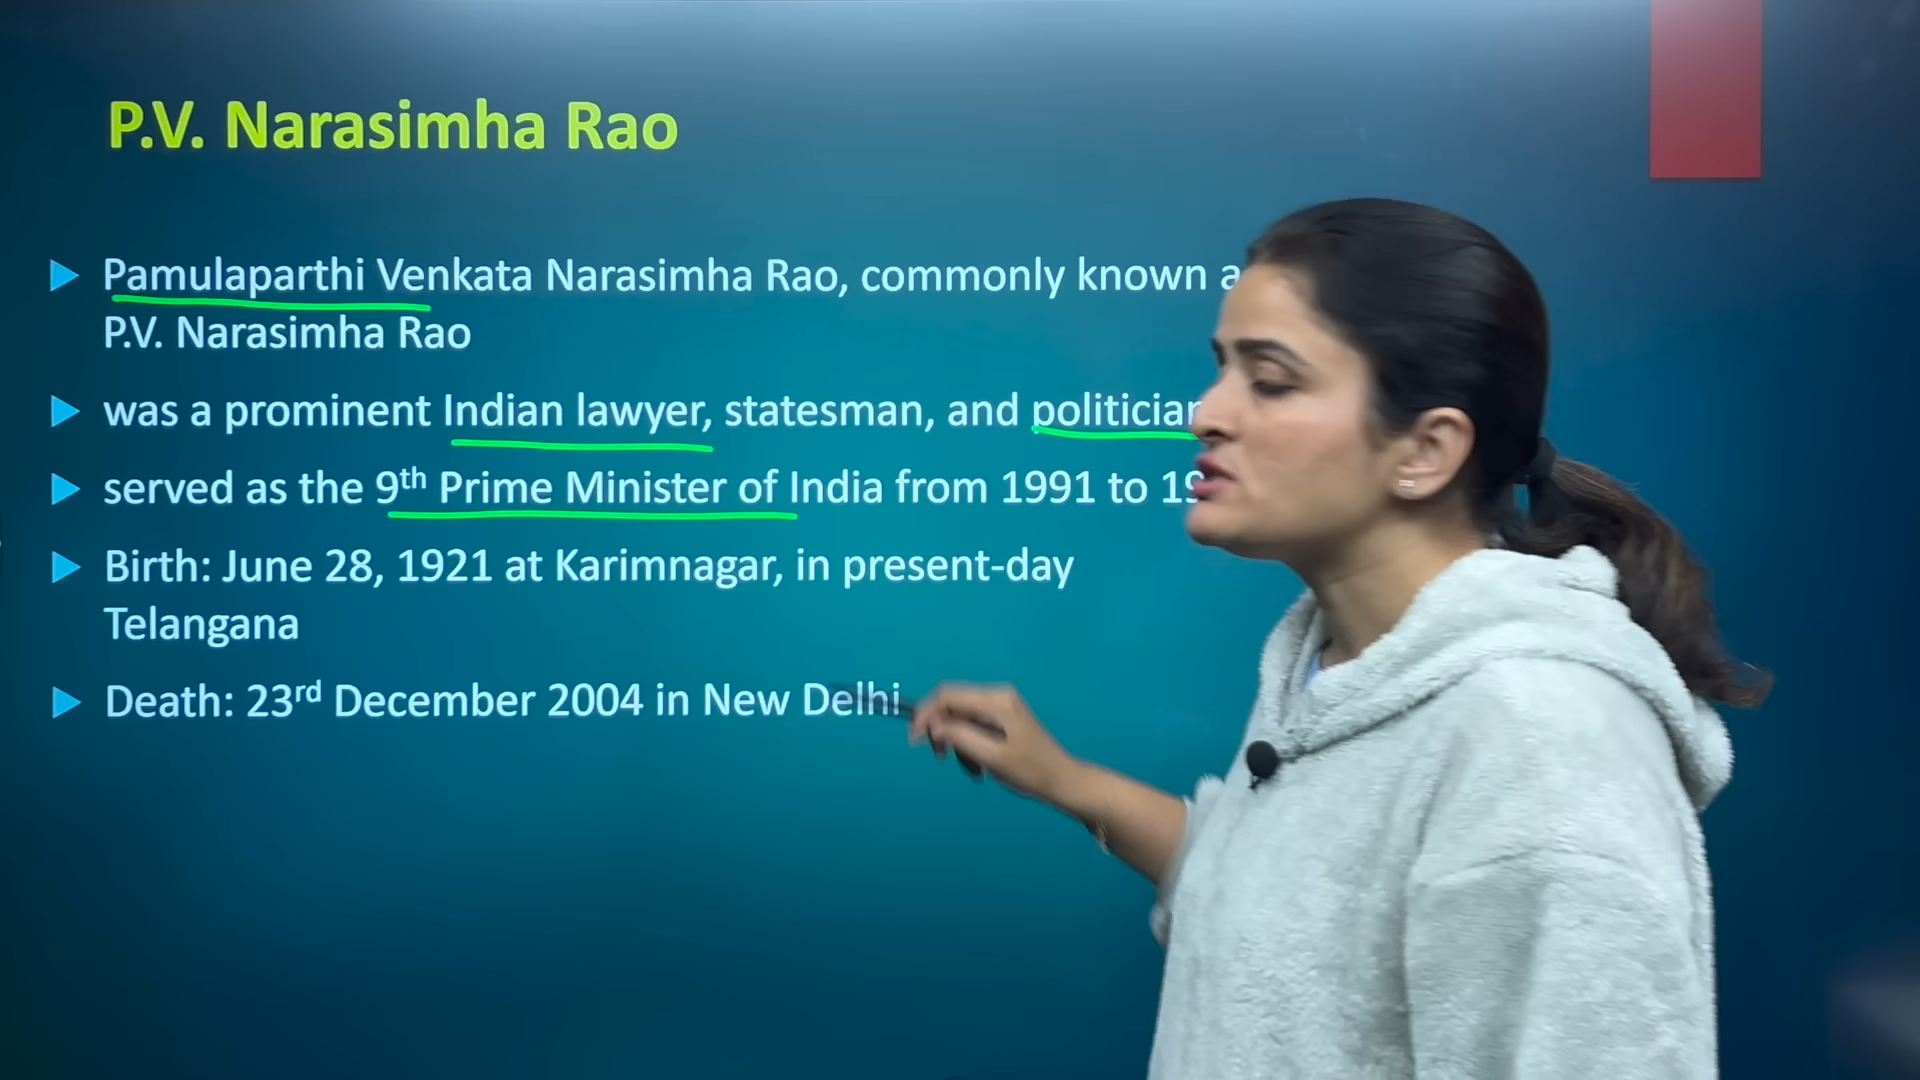 P.V. Narasimha Rao
Pamulaparthi Venkata Narasimha Rao, commonly known
P.V. Narasimha Rao
was a prominent Indian lawyer, statesman, and
served as the 9th Prime Minister of India from 1991 to
Birth: June 28, 1921 at Karimnagar, in present-day
Telangana
Death: 23rd December 2004 in New Delhi